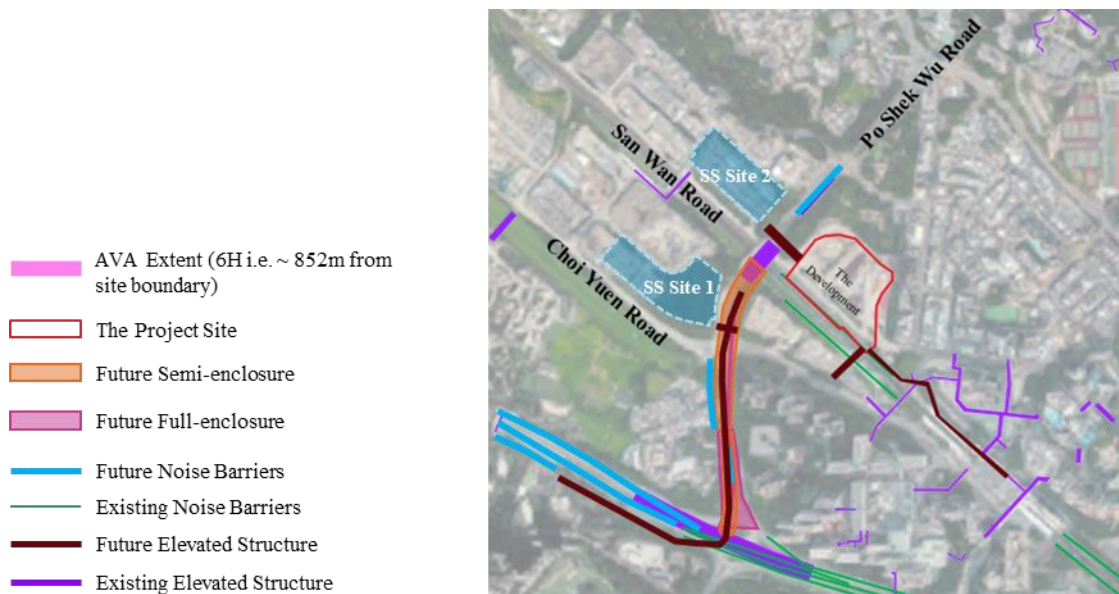 AVA Extent (6H i.e. ~ 852m from
site boundary)
The Project Site
Future Semi-enclosure
Future Full-enclosure
Future Noise Barriers
Existing Noise Barriers
Future Elevated Structure
Existing Elevated Structure
Po Shek Wu Road
San Wan Road
SS Site 2
The
Development
Choi Yuen Road
SS Site 1